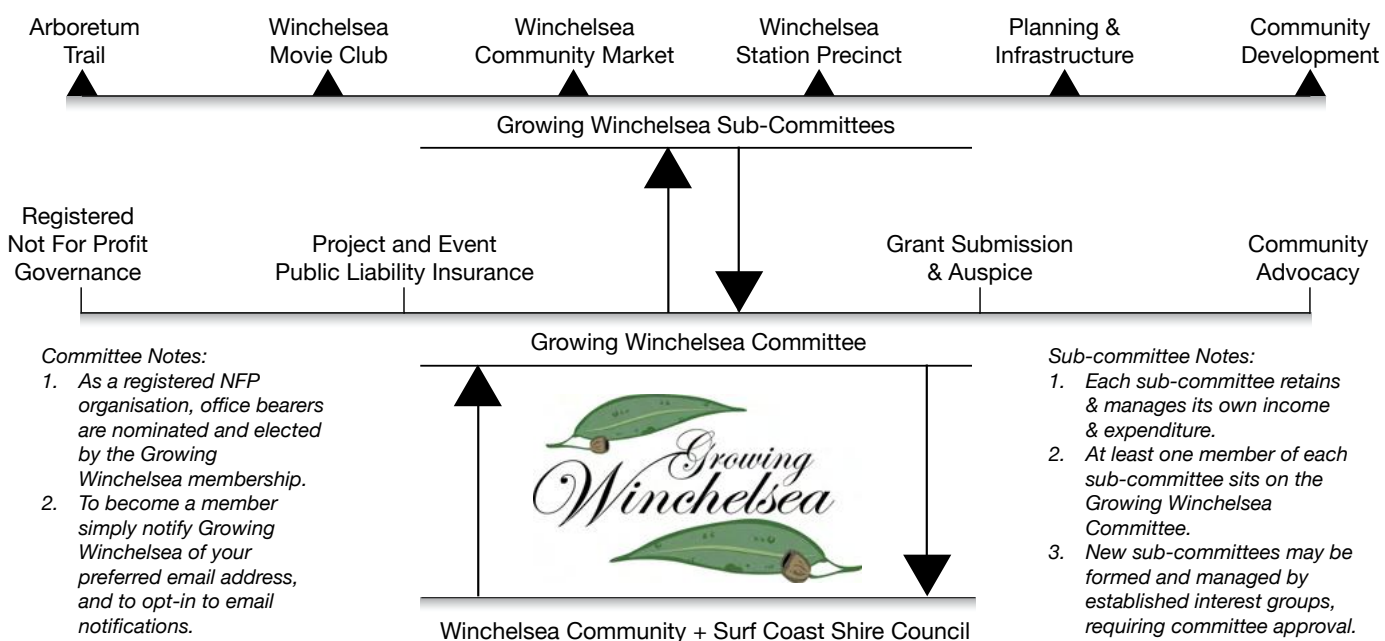 Arboretum
Trail
Winchelsea
Movie Club
Winchelsea
Community Market
Winchelsea
Station Precinct
Planning &
Infrastructure
Community
Development
Growing Winchelsea Sub-Committees
Registered
Not For Profit
Governance
Project and Event
Public Liability Insurance
Grant Submission
& Auspice
Community
Advocacy
Growing Winchelsea Committee
Committee Notes:
1. As a registered NFP
organisation, office bearers
are nominated and elected
by the Growing
Winchelsea membership.
2. To become a member
simply notify Growing
Winchelsea of your
preferred email address,
and to opt-in to email
notifications.
Growing
Winchelsea
Sub-committee Notes:
1. Each sub-committee retains
& manages its own income
& expenditure.
2. At least one member of each
sub-committee sits on the
Growing Winchelsea
Committee.
3. New sub-committees may be
formed and managed by
established interest groups,
requiring committee approval.
Winchelsea Community + Surf Coast Shire Council